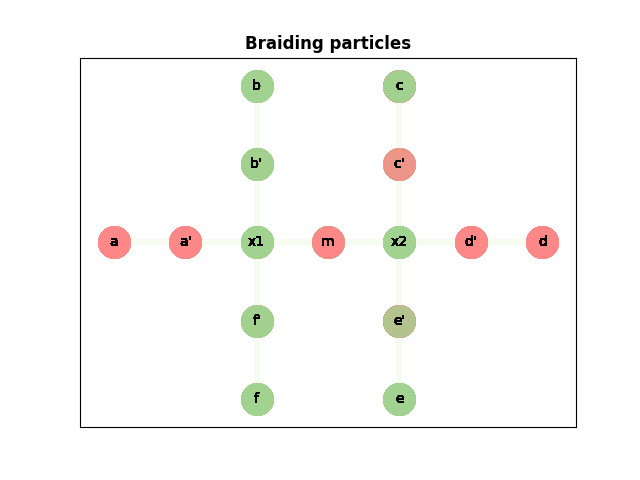 Braiding particles
b c
b' c'
a a' x1 m x2 d' d
f' e'
f e